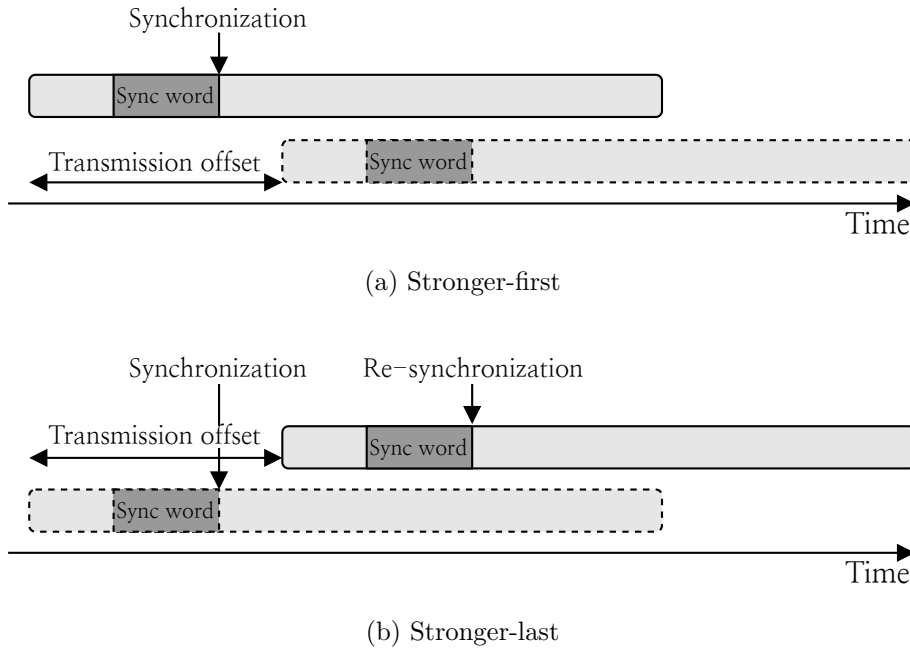 Synchronization
Sync word
Transmission offset
Sync word
Time
(a) Stronger-first
Synchronization
Re-synchronization
Transmission offset
Sync word
Sync word
Time
(b) Stronger-last